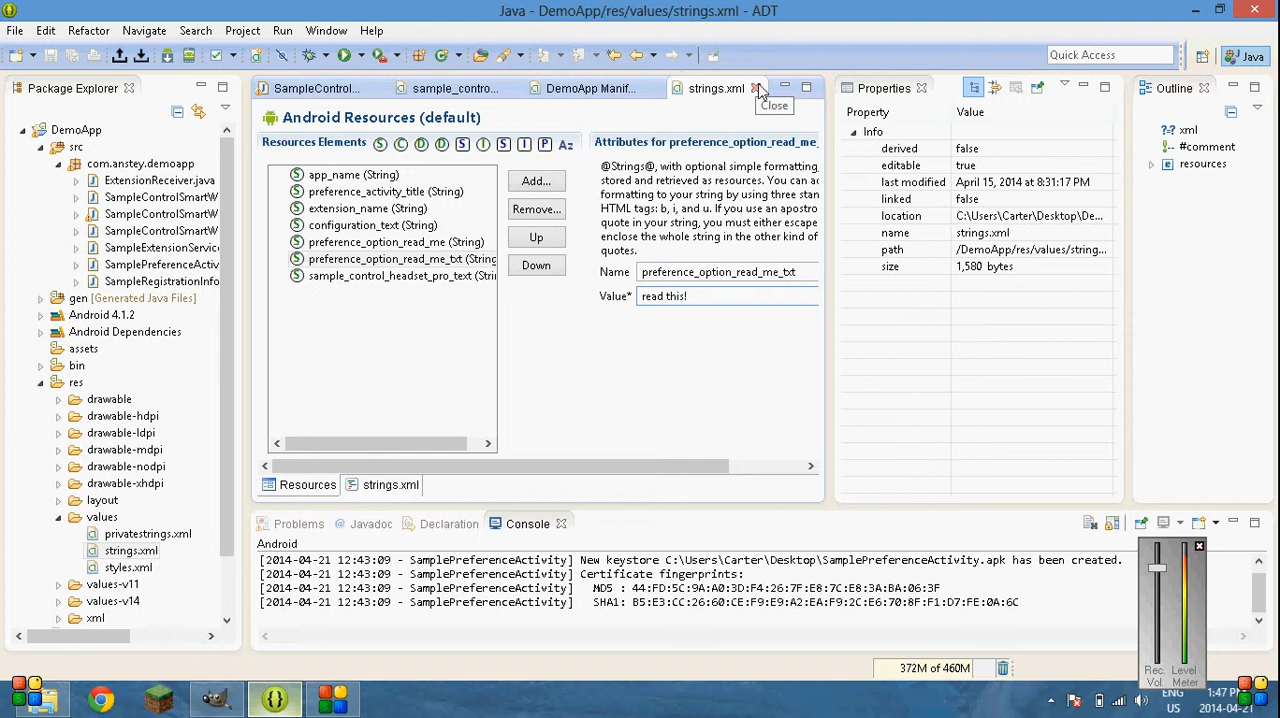 Java - DemoApp/res/values/strings.xml - ADT
File Edit Refactor Navigate Search Project Run Window Help
Quick Access
Java
Package Explorer
DemoApp
src
com.anstey.demoapp
ExtensionReceiver.java
SampleControlSmartW
SampleControlSmartW
SampleExtensionService
SamplePreferenceActiv
SampleRegistrationInfo
gen [Generated Java Files]
Android 4.1.2
Android Dependencies
assets
bin
res
drawable
drawable-hdpi
drawable-ldpi
drawable-mdpi
drawable-nodpi
drawable-xhdpi
layout
values
privatestrings.xml
strings.xml
styles.xml
values-v11
values-v14
xml
SampleControl...
sample_contro...
DemoApp Manif...
strings.xml
Close
Android Resources (default)
Resources Elements S C D D S I S I P Az
app_name (String)
preference_activity_title (String)
extension_name (String)
configuration_text (String)
preference_option_read_me (String)
preference_option_read_me_txt (String
sample_control_headset_pro_text (Strin
Add...
Remove...
Up
Down
Attributes for preference_option_read_me_
@Strings@, with optional simple formatting,
stored and retrieved as resources. You can a
formatting to your string by using three stan
HTML tags: b, i, and u. If you use an apostro
quote in your string, you must either escape
enclose the whole string in the other kind of
quotes.
Name preference_option_read_me_txt
Value* read this!
Resources
strings.xml
Properties
Property Value
Info
derived false
editable true
last modified April 15, 2014 at 8:31:17 PM
linked false
location C:\Users\Carter\Desktop\De...
name strings.xml
path /DemoApp/res/values/string...
size 1,580 bytes
Outline
xml
#comment
resources
Problems
Javadoc
Declaration
Console
Android
[2014-04-21 12:43:09 - SamplePreferenceActivity] New keystore C:\Users\Carter\Desktop\SamplePreferenceActivity.apk has been created.
[2014-04-21 12:43:09 - SamplePreferenceActivity] Certificate fingerprints:
[2014-04-21 12:43:09 - SamplePreferenceActivity] MD5 : 44:FD:5C:9A:A0:3D:F4:26:7F:E8:7C:E8:3A:BA:06:3F
[2014-04-21 12:43:09 - SamplePreferenceActivity] SHA1: B5:E3:CC:26:60:CE:F9:E9:A2:EA:F9:2C:E6:70:8F:F1:D7:FE:0A:6C
372M of 460M
Rec. Vol
Level Meter
ENG
US
1:47 PM
2014-04-21